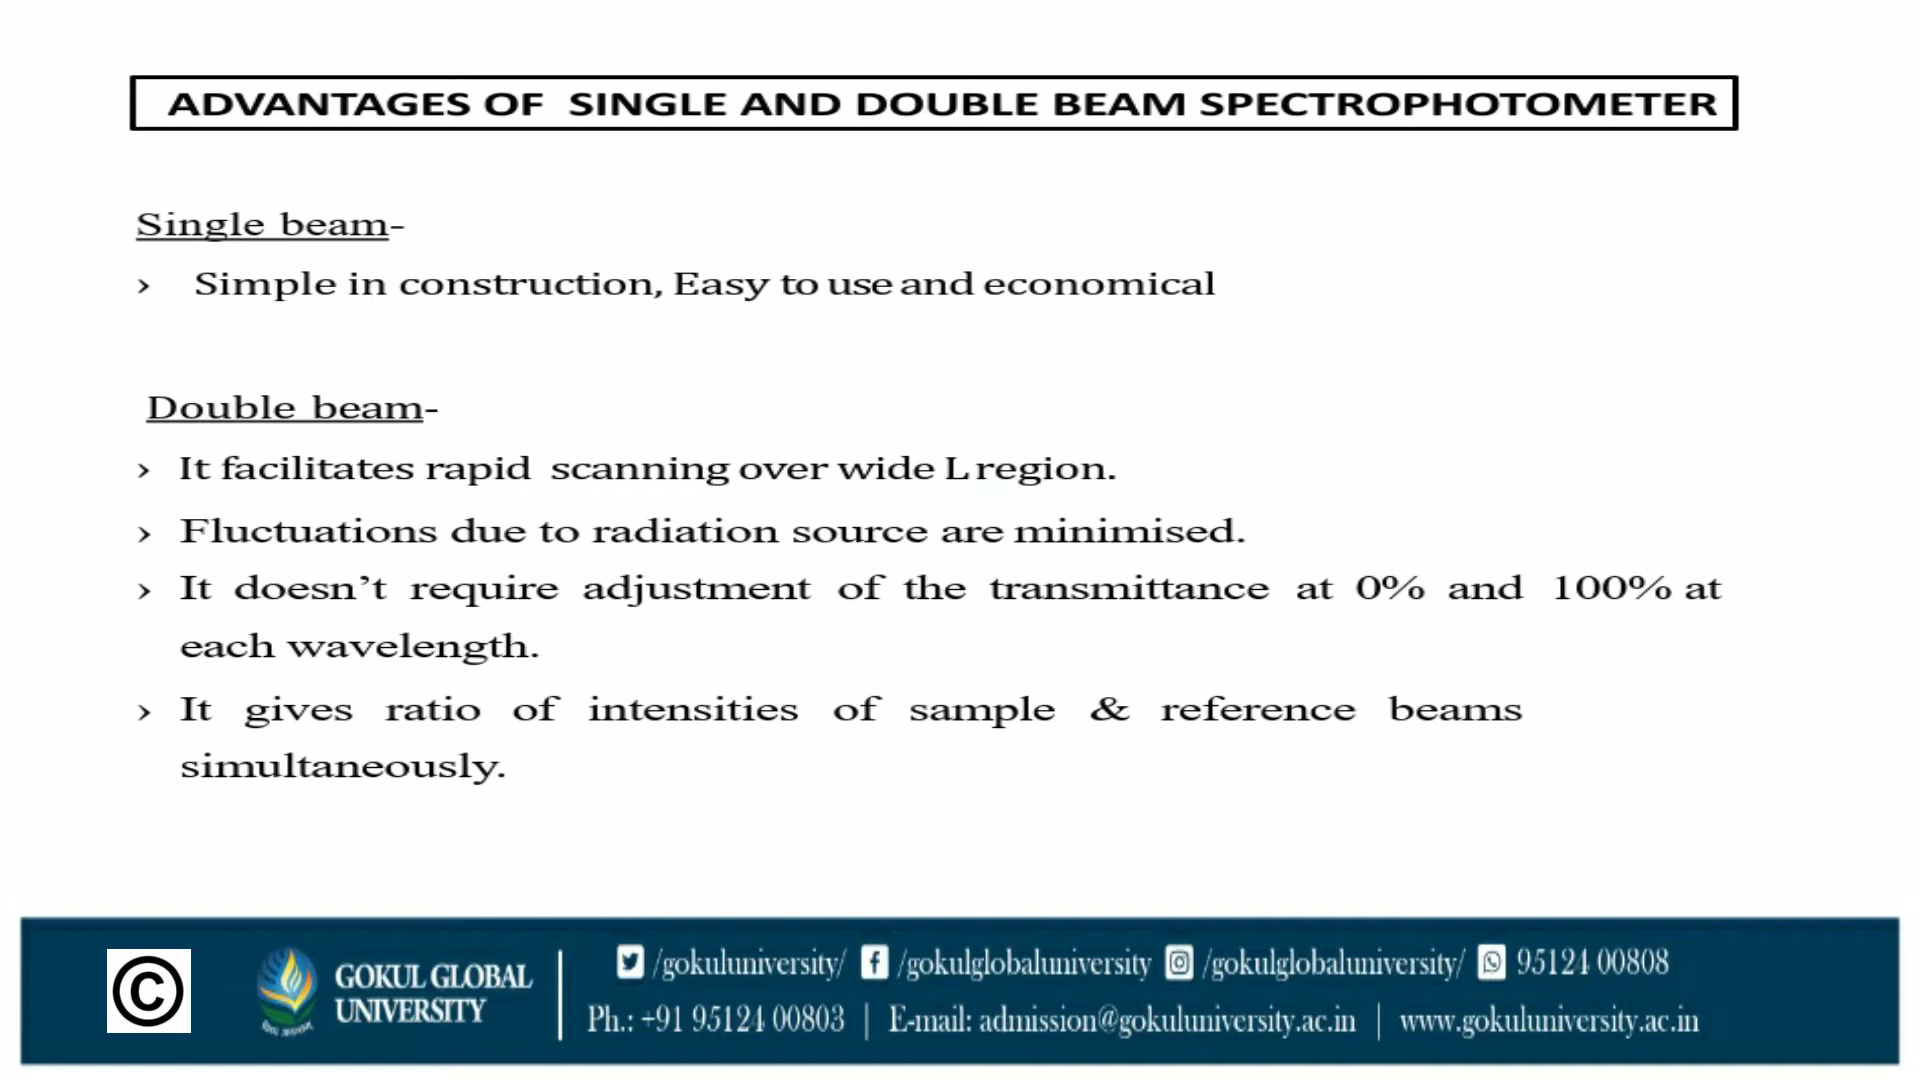 ADVANTAGES OF SINGLE AND DOUBLE BEAM SPECTROPHOTOMETER
Single beam-
› Simple in construction, Easy to use and economical
Double beam-
› It facilitates rapid scanning over wide L region.
› Fluctuations due to radiation source are minimised.
› It doesn’t require adjustment of the transmittance at 0% and 100% at
each wavelength.
› It gives ratio of intensities of sample & reference beams
simultaneously.
©
GOKUL GLOBAL
UNIVERSITY
/gokuluniversity/ /gokulglobaluniversity /gokulglobaluniversity/ 95124 00808
Ph.: +91 95124 00803 | E-mail: admission@gokuluniversity.ac.in | www.gokuluniversity.ac.in